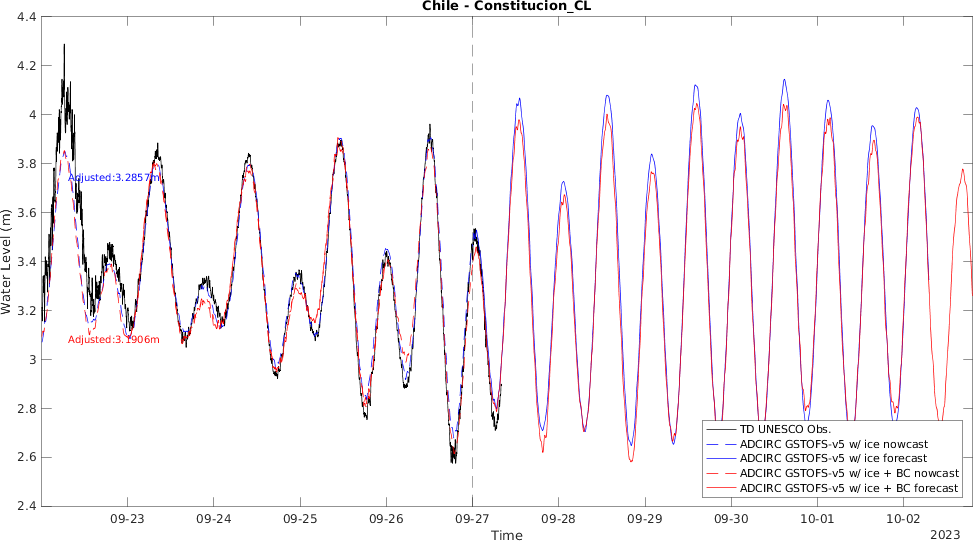 Chile - Constitucion_CL
4.4
4.2
4
3.8
3.6
3.4
3.2
3
2.8
2.6
2.4
Water Level (m)
Adjusted:3.2857m
Adjusted:3.1906m
TD UNESCO Obs.
ADCIRC GSTOFS-v5 w/ ice nowcast
ADCIRC GSTOFS-v5 w/ ice forecast
ADCIRC GSTOFS-v5 w/ ice + BC nowcast
ADCIRC GSTOFS-v5 w/ ice + BC forecast
09-23 09-24 09-25 09-26 09-27 09-28 09-29 09-30 10-01 10-02
Time
2023